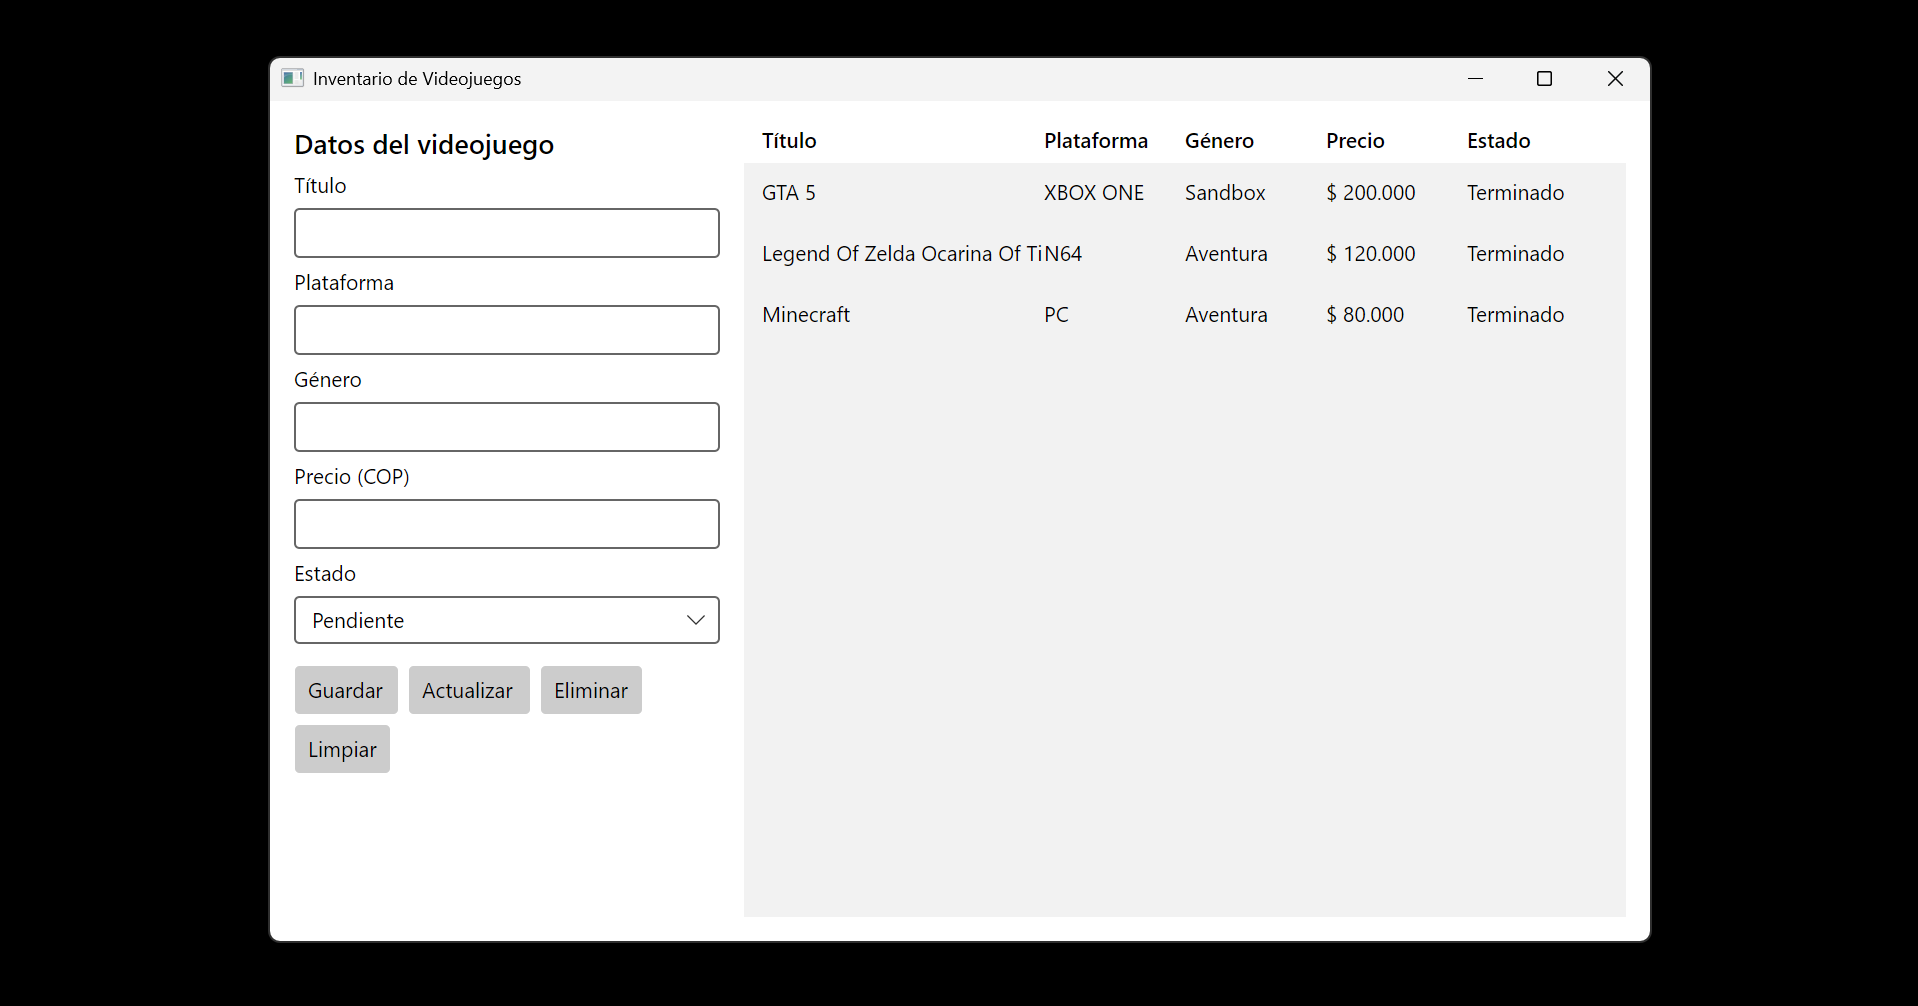 Inventario de Videojuegos
Datos del videojuego
Título
Plataforma
Género
Precio (COP)
Estado
Pendiente
Guardar Actualizar Eliminar
Limpiar
Título Plataforma Género Precio Estado
GTA 5 XBOX ONE Sandbox $ 200.000 Terminado
Legend Of Zelda Ocarina Of Ti N64 Aventura $ 120.000 Terminado
Minecraft PC Aventura $ 80.000 Terminado